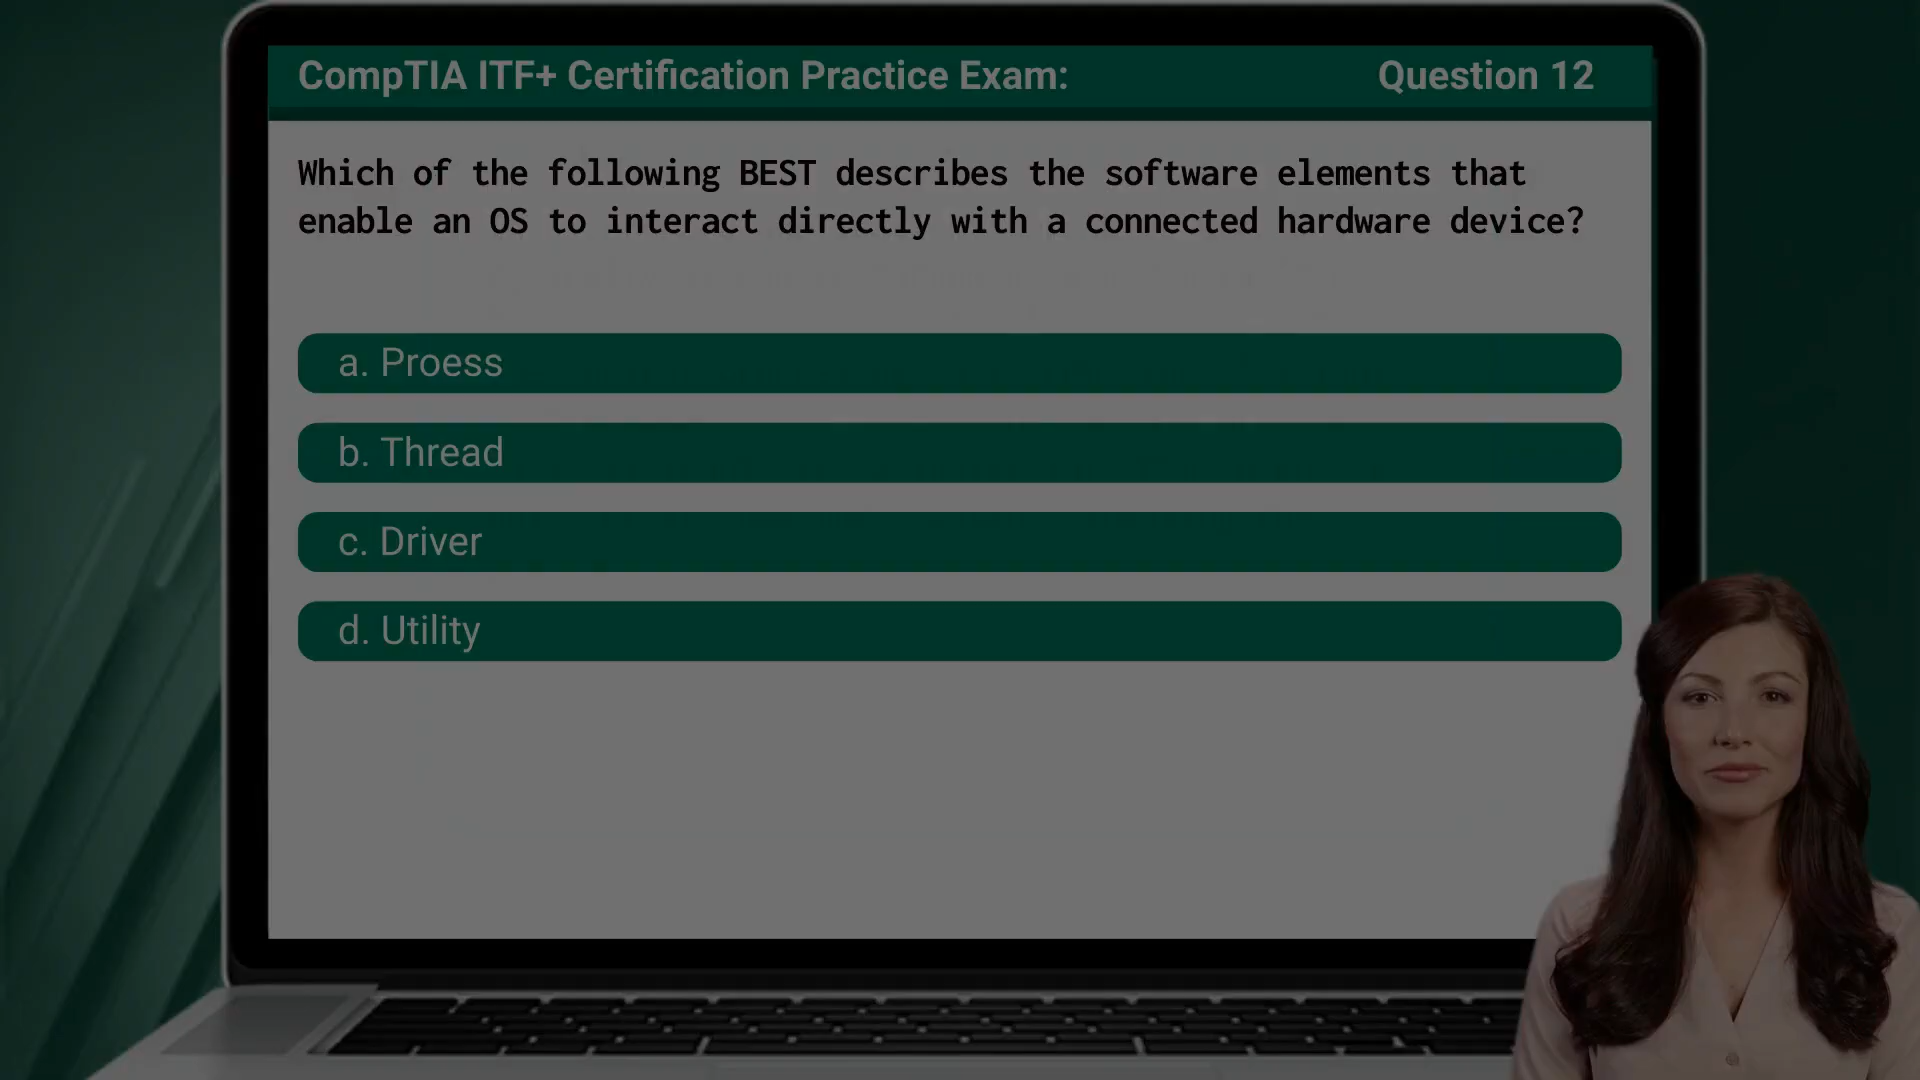 CompTIA ITF+ Certification Practice Exam: Question 12
Which of the following BEST describes the software elements that
enable an OS to interact directly with a connected hardware device?
a. Proess
b. Thread
c. Driver
d. Utility